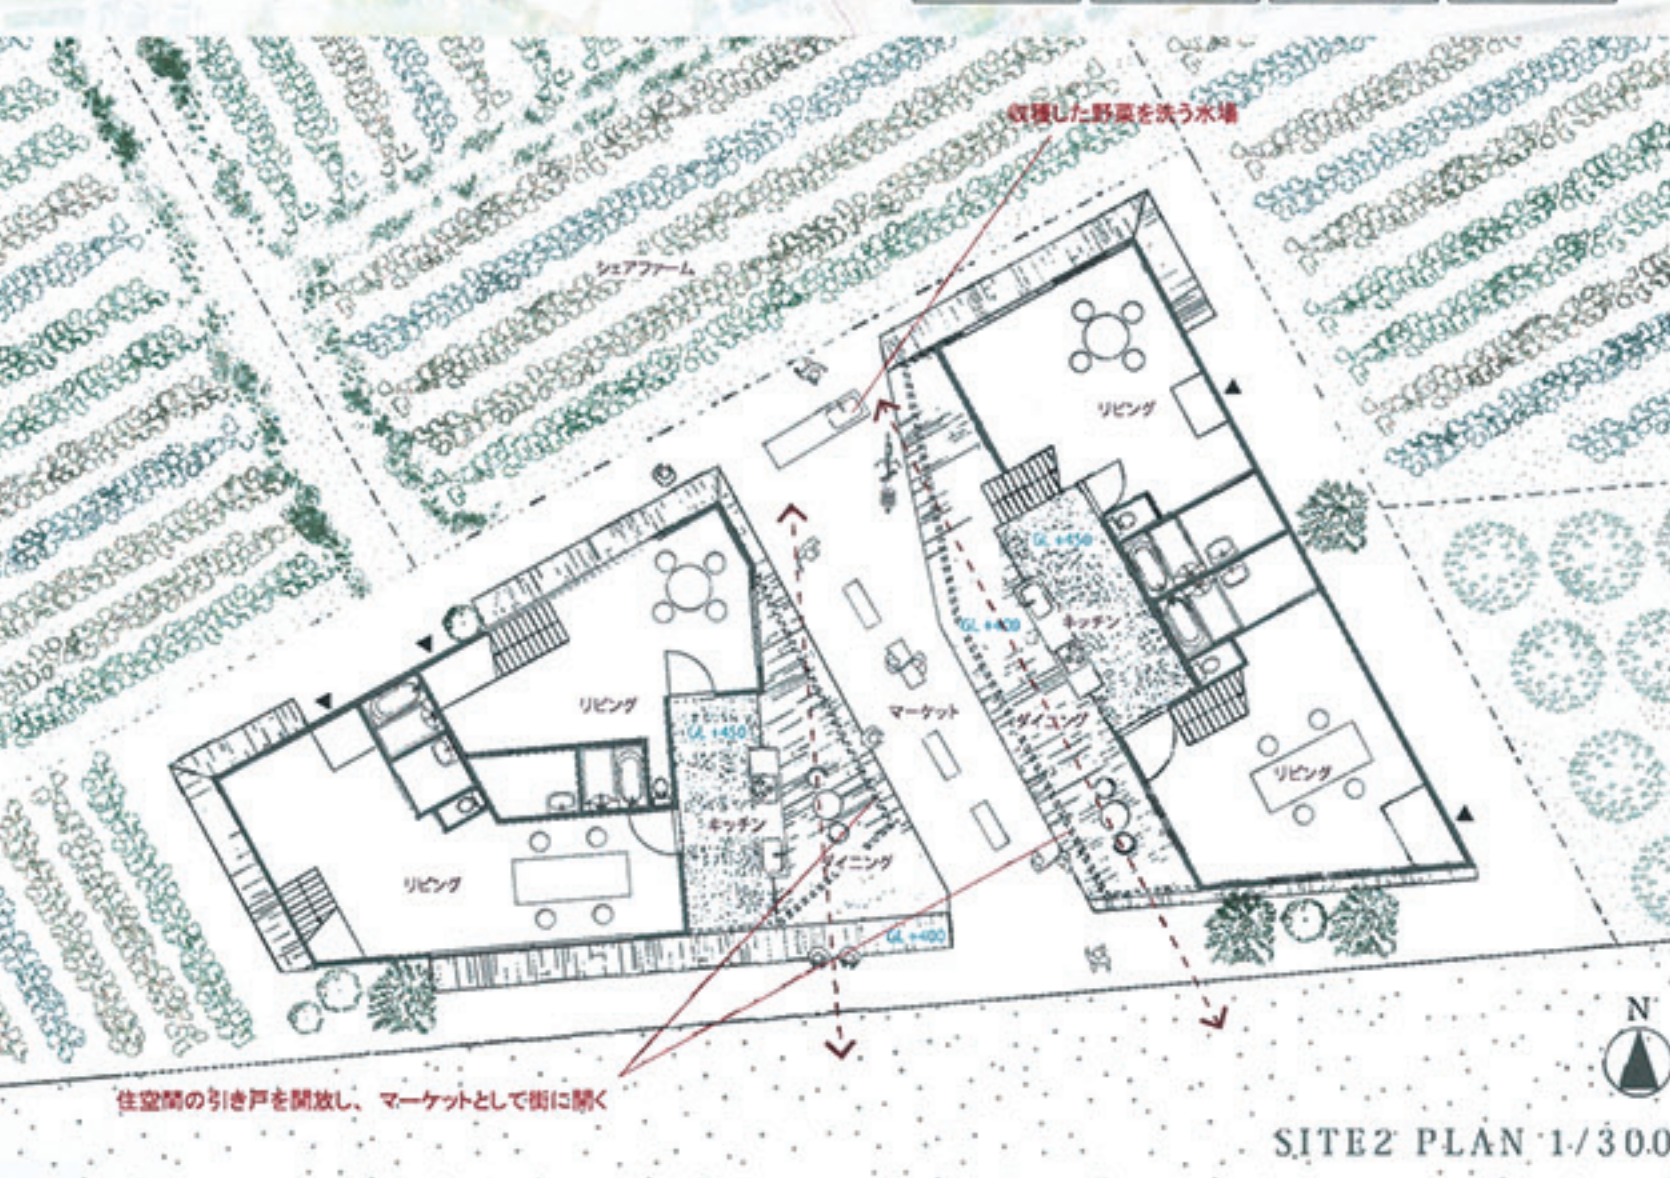 収穫した野菜を洗う水場
シェアファーム
リビング
GL +450
キッチン
GL +400
リビング
マーケット
ダイニング
GL +450
リビング
キッチン
ダイニング
リビング
GL +400
住空間の引き戸を開放し、マーケットとして街に開く
N
SITE2 PLAN 1/300